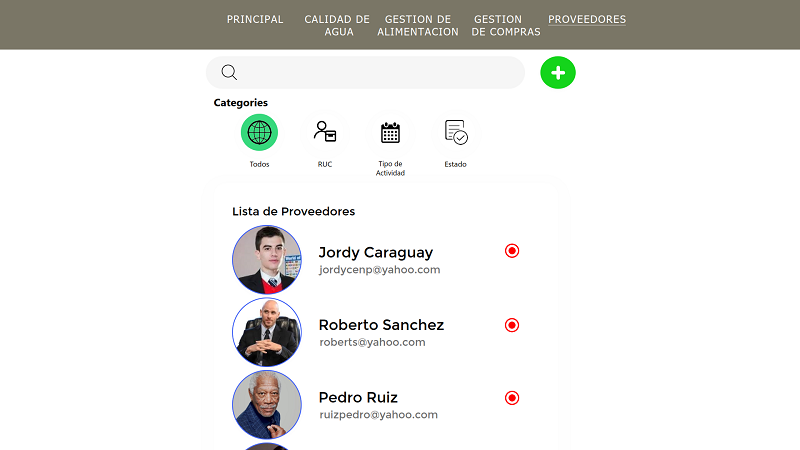 PRINCIPAL
CALIDAD DE
AGUA
GESTION DE
ALIMENTACION
GESTION
DE COMPRAS
PROVEEDORES
Categories
Todos
RUC
Tipo de
Actividad
Estado
Lista de Proveedores
Jordy Caraguay
jordycenp@yahoo.com
Roberto Sanchez
roberts@yahoo.com
Pedro Ruiz
ruizpedro@yahoo.com